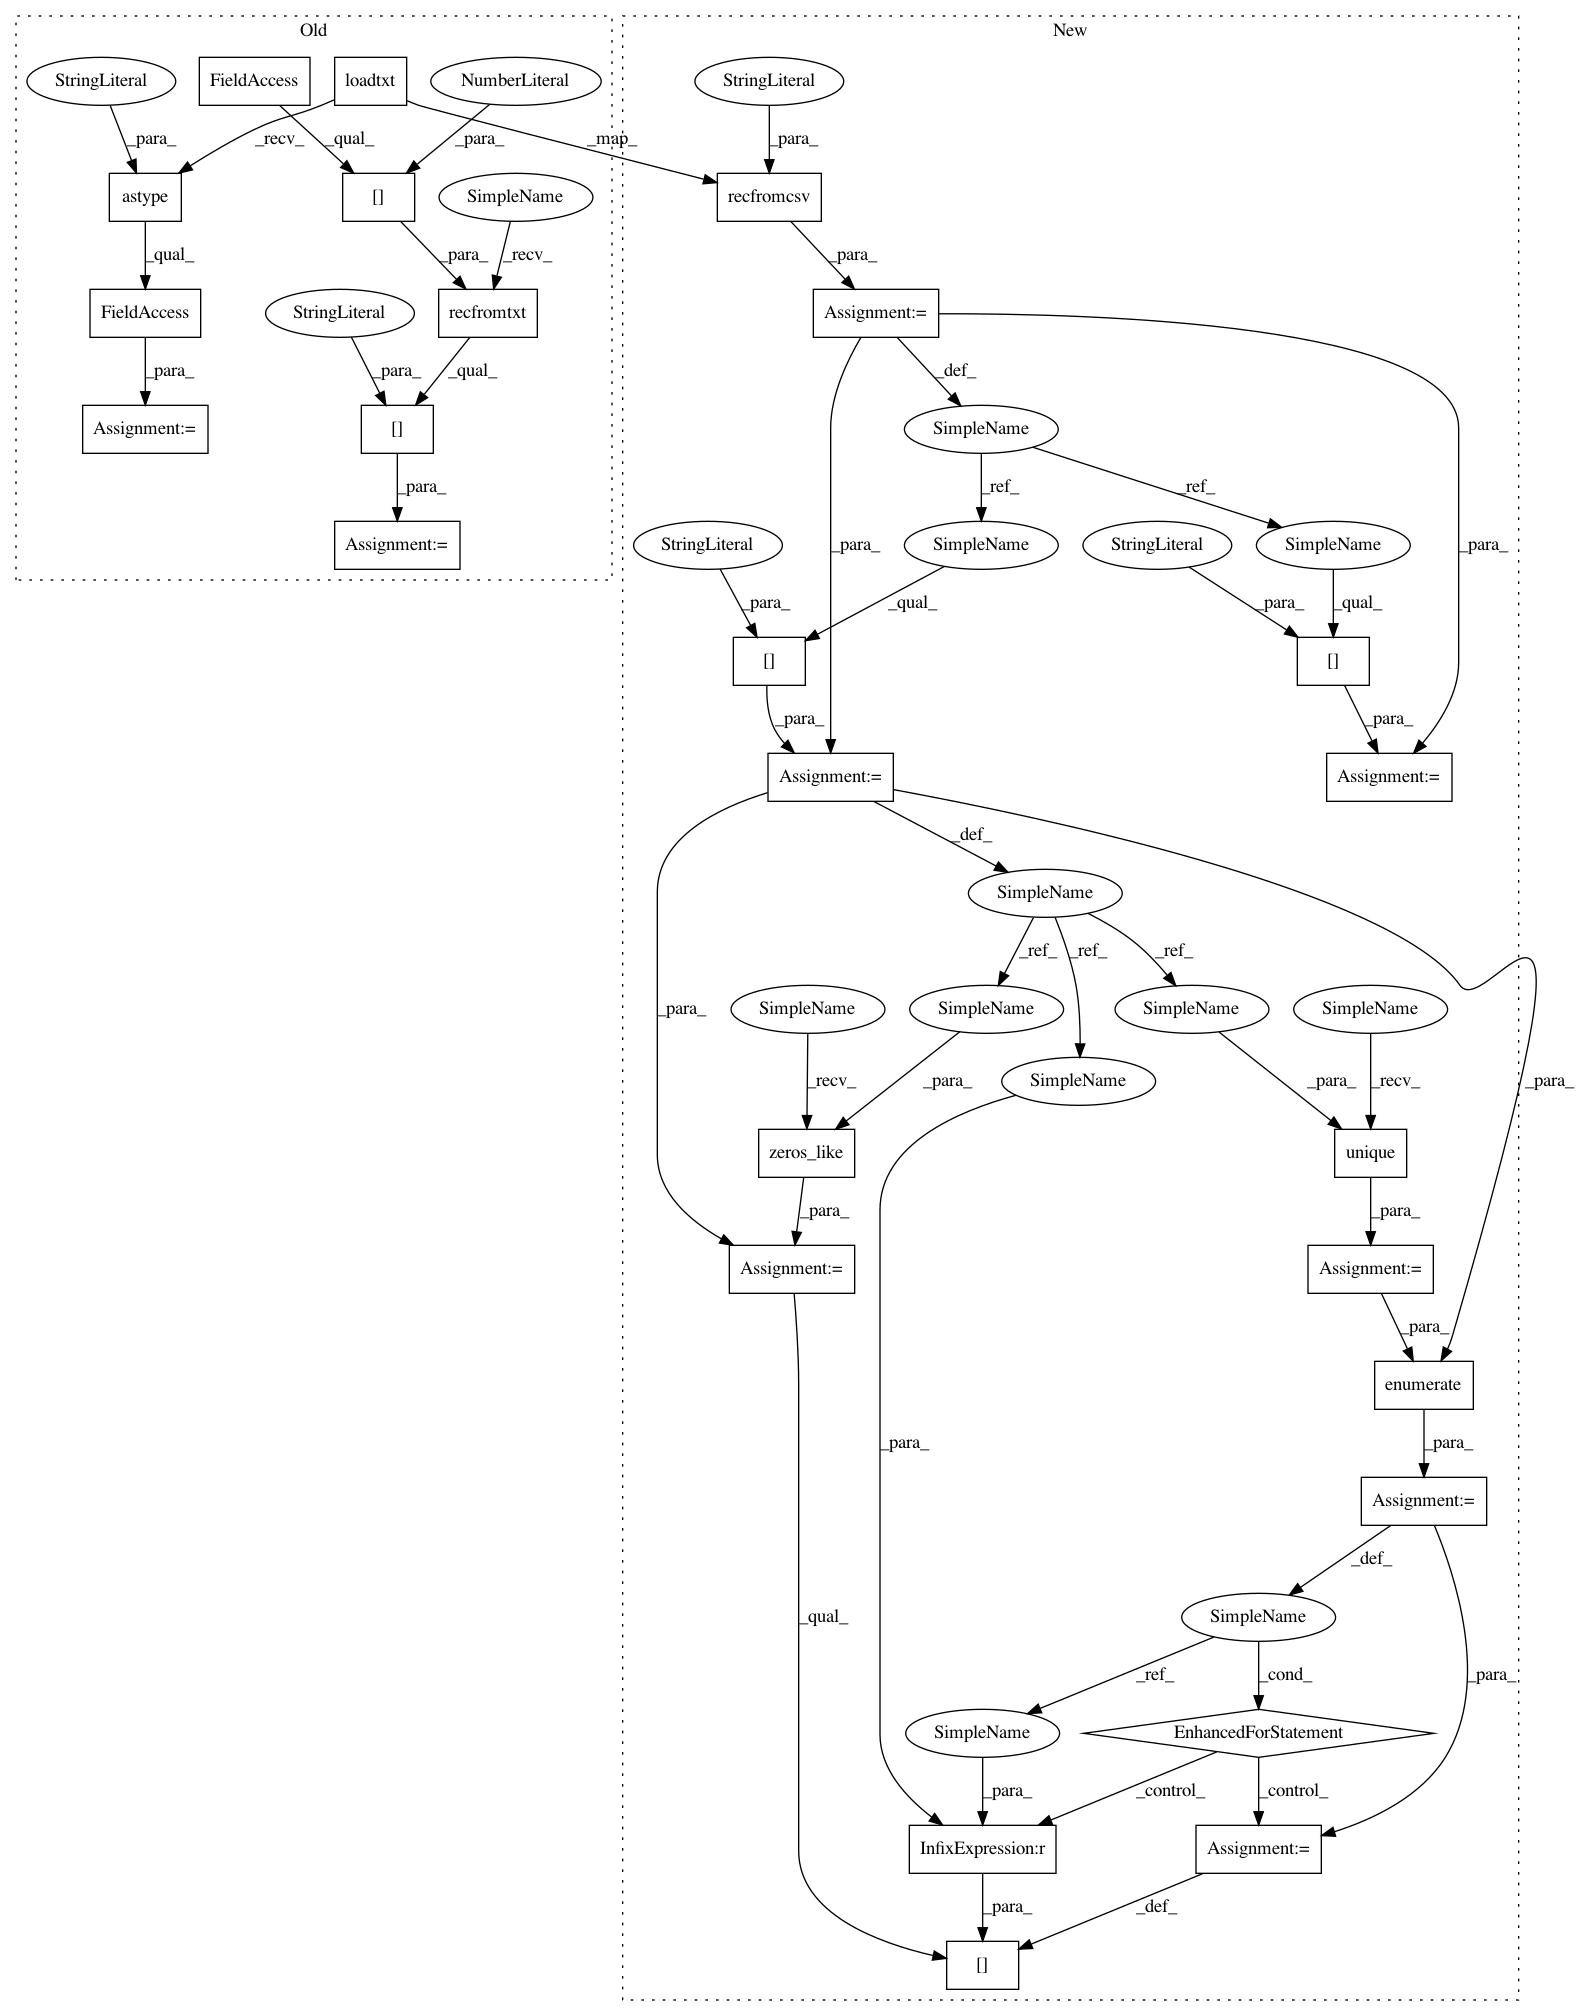 Old
New
StringLiteral
FieldAccess
loadtxt
NumberLiteral
StringLiteral
_para_
_recv_
_qual_
_para_
_map_
_para_
astype
[]
SimpleName
recfromcsv
_qual_
_para_
_recv_
_para_
FieldAccess
StringLiteral
recfromtxt
Assignment:=
_para_
_para_
_qual_
_def_
Assignment:=
[]
SimpleName
_para_
_ref_
_ref_
Assignment:=
StringLiteral
_para_
SimpleName
StringLiteral
SimpleName
_para_
_para_
_qual_
_para_
_qual_
[]
[]
_para_
_para_
Assignment:=
Assignment:=
_def_
SimpleName
_ref_
_ref_
_ref_
_para_
SimpleName
SimpleName
SimpleName
SimpleName
_recv_
_para_
SimpleName
_para_
_recv_
_para_
zeros_like
unique
_para_
_para_
Assignment:=
Assignment:=
_para_
enumerate
_para_
_para_
Assignment:=
_def_
_qual_
SimpleName
_ref_
_cond_
_para_
SimpleName
EnhancedForStatement
_para_
_control_
_control_
InfixExpression:r
Assignment:=
_para_
_def_
[]